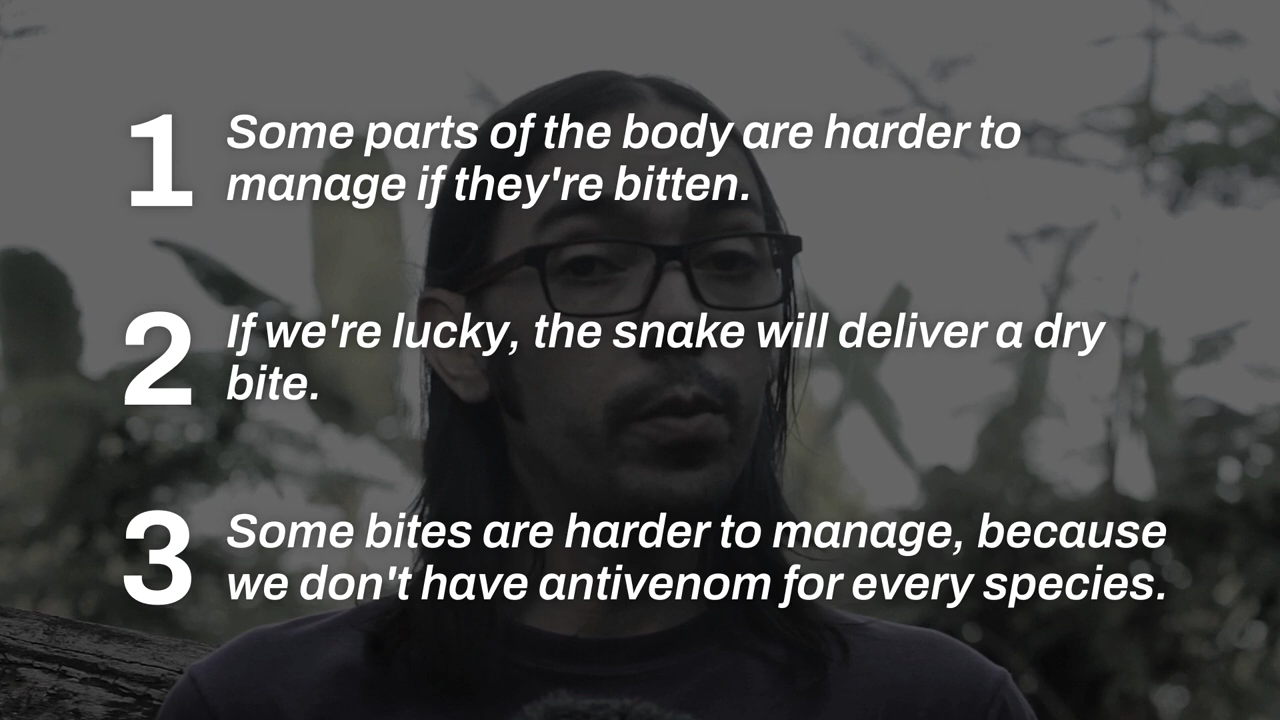 1 Some parts of the body are harder to
manage if they're bitten.
2 If we're lucky, the snake will deliver a dry
bite.
3 Some bites are harder to manage, because
we don't have antivenom for every species.